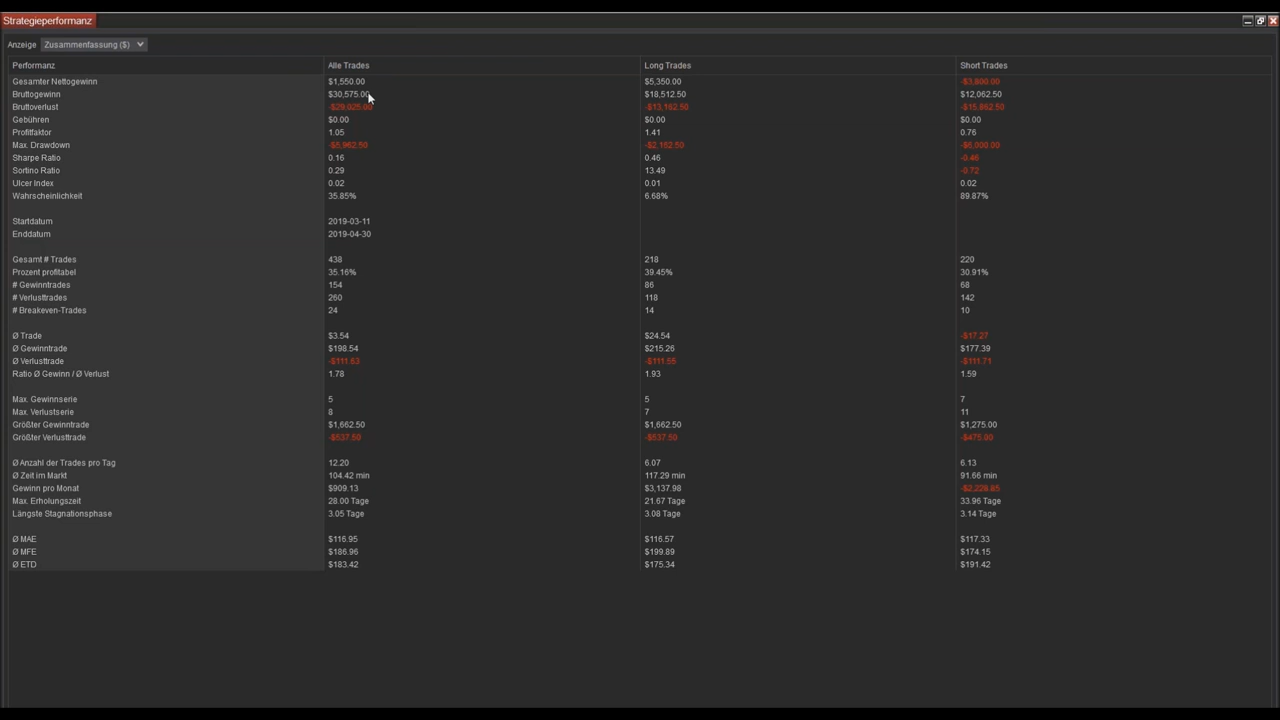 Strategieperformanz
Anzeige Zusammenfassung ($)
Performanz Alle Trades Long Trades Short Trades
Gesamter Nettogewinn $1,550.00 $5,350.00 -$3,800.00
Bruttogewinn $30,575.00 $18,512.50 $12,062.50
Bruttoverlust -$29,025.00 -$13,162.50 -$15,862.50
Gebühren $0.00 $0.00 $0.00
Profitfaktor 1.05 1.41 0.76
Max. Drawdown -$5,962.50 -$2,162.50 -$6,000.00
Sharpe Ratio 0.16 0.46 -0.46
Sortino Ratio 0.29 13.49 -0.72
Ulcer Index 0.02 0.01 0.02
Wahrscheinlichkeit 35.85% 6.68% 89.87%
Startdatum 2019-03-11
Enddatum 2019-04-30
Gesamt # Trades 438 218 220
Prozent profitabel 35.16% 39.45% 30.91%
# Gewinntrades 154 86 68
# Verlusttrades 260 118 142
# Breakeven-Trades 24 14 10
Ø Trade $3.54 $24.54 -$17.27
Ø Gewinntrade $198.54 $215.26 $177.39
Ø Verlusttrade -$111.63 -$111.55 -$111.71
Ratio Ø Gewinn / Ø Verlust 1.78 1.93 1.59
Max. Gewinnserie 5 5 7
Max. Verlustserie 8 7 11
Größter Gewinntrade $1,662.50 $1,662.50 $1,275.00
Größter Verlusttrade -$537.50 -$537.50 -$475.00
Ø Anzahl der Trades pro Tag 12.20 6.07 6.13
Ø Zeit im Markt 104.42 min 117.29 min 91.66 min
Gewinn pro Monat $909.13 $3,137.98 -$2,228.85
Max. Erholungszeit 28.00 Tage 21.67 Tage 33.96 Tage
Längste Stagnationsphase 3.05 Tage 3.08 Tage 3.14 Tage
Ø MAE $116.95 $116.57 $117.33
Ø MFE $186.96 $199.89 $174.15
Ø ETD $183.42 $175.34 $191.42